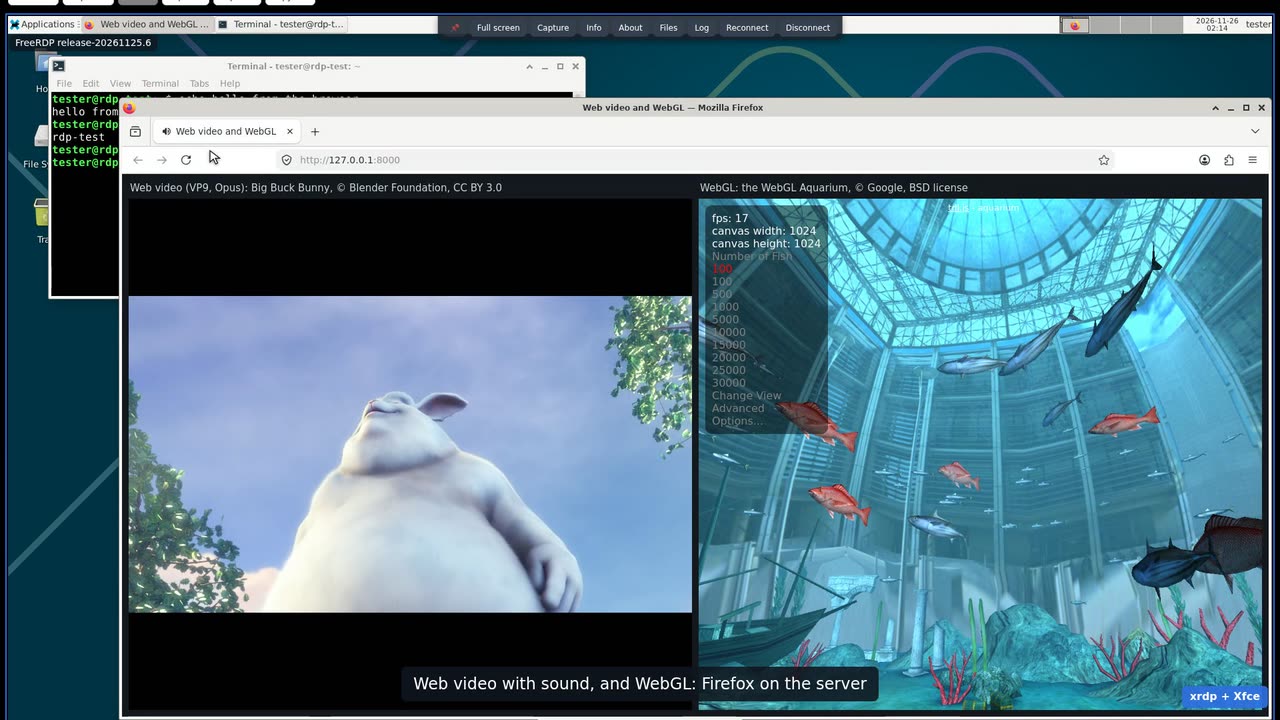 Applications
Web video and WebGL ...
Terminal - tester@rdp-t...
Full screen
Capture
Info
About
Files
Log
Reconnect
Disconnect
2026-11-26
02:14
tester
FreeRDP release-20261125.6
Terminal - tester@rdp-test: ~
File Edit View Terminal Tabs Help
hello from
tester@rdp
rdp-test
tester@rdp
tester@rdp
File Sy
Web video and WebGL — Mozilla Firefox
Web video and WebGL
http://127.0.0.1:8000
Web video (VP9, Opus): Big Buck Bunny, © Blender Foundation, CC BY 3.0
WebGL: the WebGL Aquarium, © Google, BSD license
aquarium
fps: 17
canvas width: 1024
canvas height: 1024
Number of Fish
100
100
500
1000
5000
10000
15000
20000
25000
30000
Change View
Advanced
Options...
Web video with sound, and WebGL: Firefox on the server
xrdp + Xfce